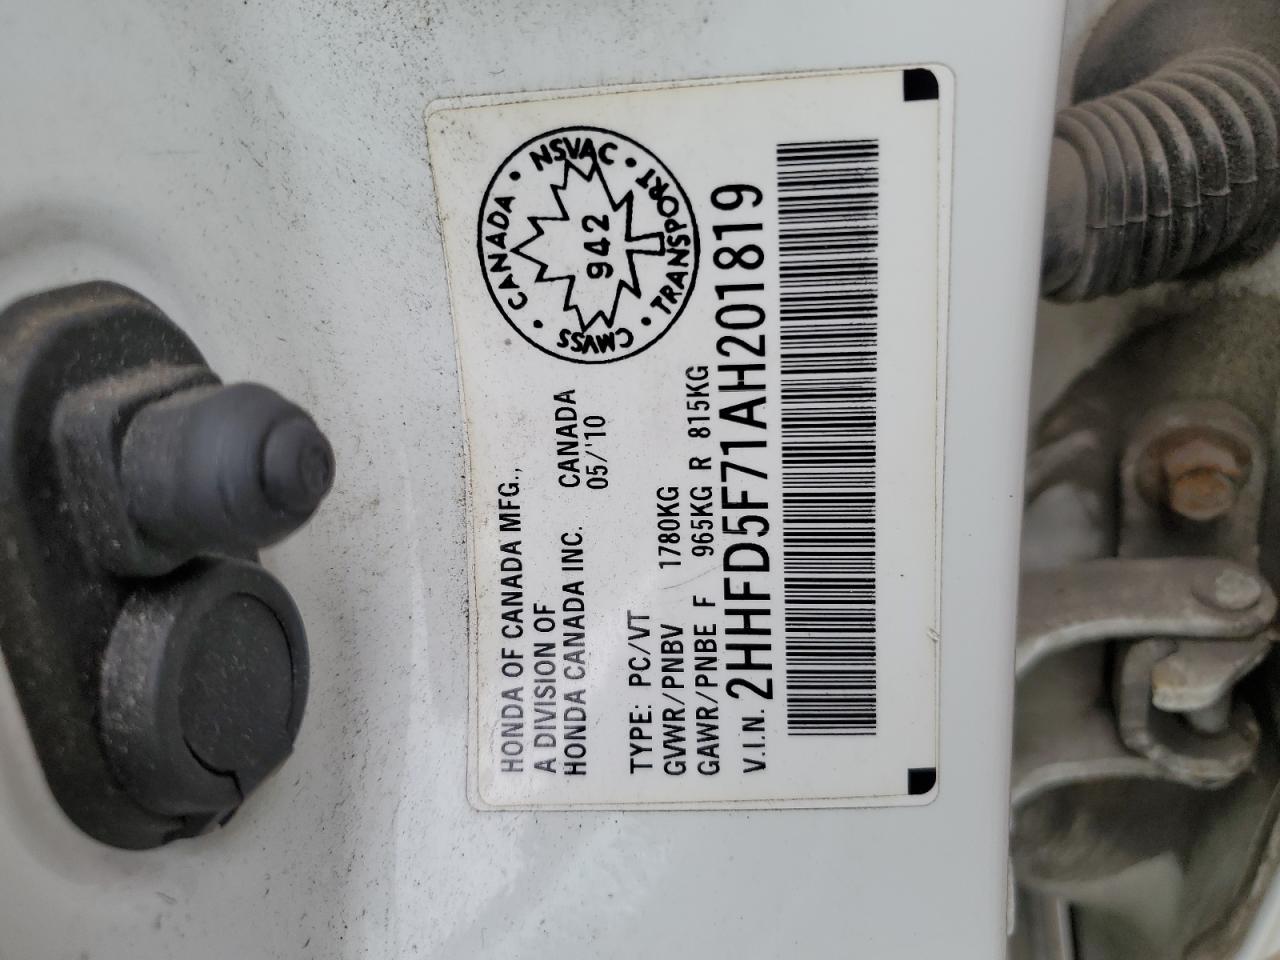 HONDA OF CANADA MFG.,
A DIVISION OF
HONDA CANADA INC. CANADA
05/'10
TYPE: PC/VT
GVWR/PNBV 1780KG
GAWR/PNBE F 965KG R 815KG
V.I.N. 2HHFD5F71AH201819
CANADA · NSVAC · TRANSPORT · CMVSS ·
942